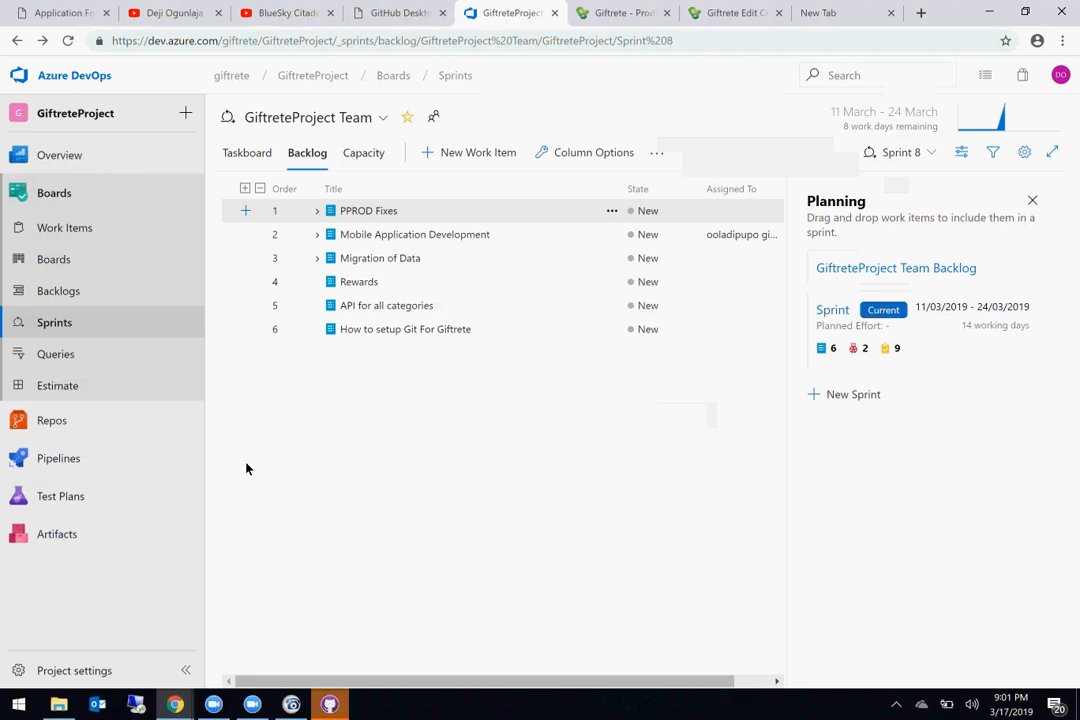 Application Fo
Deji Ogunlaja
BlueSky Citade
GitHub Deskto
GiftreteProject
Giftrete - Prod
Giftrete Edit Co
New Tab
https://dev.azure.com/giftrete/GiftreteProject/_sprints/backlog/GiftreteProject%20Team/GiftreteProject/Sprint%208
Azure DevOps
giftrete / GiftreteProject / Boards / Sprints
Search
DO
G GiftreteProject
GiftreteProject Team
11 March - 24 March
8 work days remaining
Taskboard Backlog Capacity New Work Item Column Options
Sprint 8
Overview
Boards
Work Items
Boards
Backlogs
Sprints
Queries
Estimate
Repos
Pipelines
Test Plans
Artifacts
Project settings
Order Title State Assigned To
1 PPROD Fixes New
2 Mobile Application Development New ooladipupo gi...
3 Migration of Data New
4 Rewards New
5 API for all categories New
6 How to setup Git For Giftrete New
Planning
Drag and drop work items to include them in a
sprint.
GiftreteProject Team Backlog
Sprint Current 11/03/2019 - 24/03/2019
Planned Effort: - 14 working days
6 2 9
New Sprint
9:01 PM
3/17/2019
20